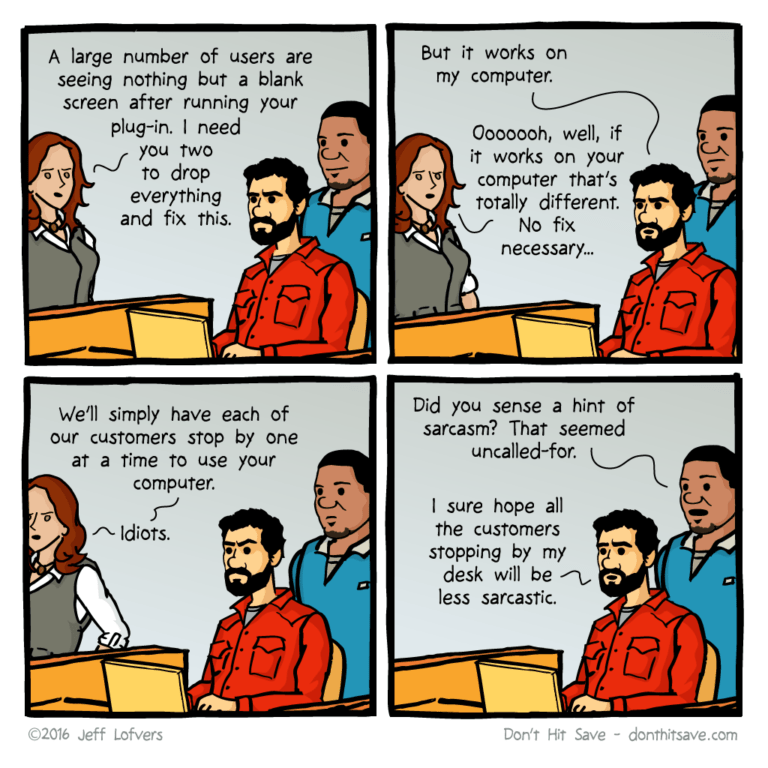 A large number of users are
seeing nothing but a blank
screen after running your
plug-in. I need
you two
to drop
everything
and fix this.
But it works on
my computer.
Ooooooh, well, if
it works on your
computer that's
totally different.
No fix
necessary...
We'll simply have each of
our customers stop by one
at a time to use your
computer.
Idiots.
Did you sense a hint of
sarcasm? That seemed
uncalled-for.
I sure hope all
the customers
stopping by my
desk will be
less sarcastic.
©2016 Jeff Lofvers
Don't Hit Save - donthitsave.com